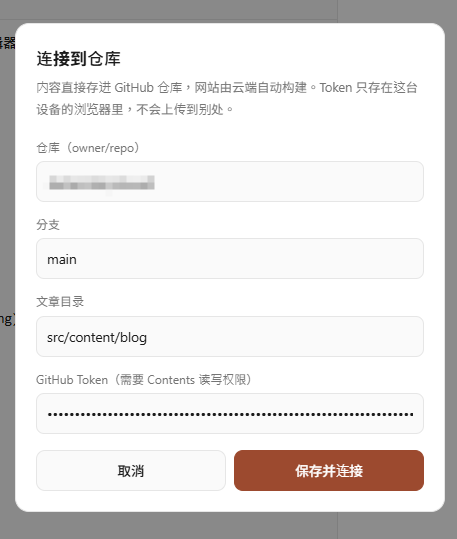 连接到仓库
内容直接存进 GitHub 仓库，网站由云端自动构建。Token 只存在这台
设备的浏览器里，不会上传到别处。
仓库（owner/repo）
分支
main
文章目录
src/content/blog
GitHub Token（需要 Contents 读写权限）
••••••••••••••••••••••••••••••••••••••••••••••••••••••••••••••••••
取消
保存并连接